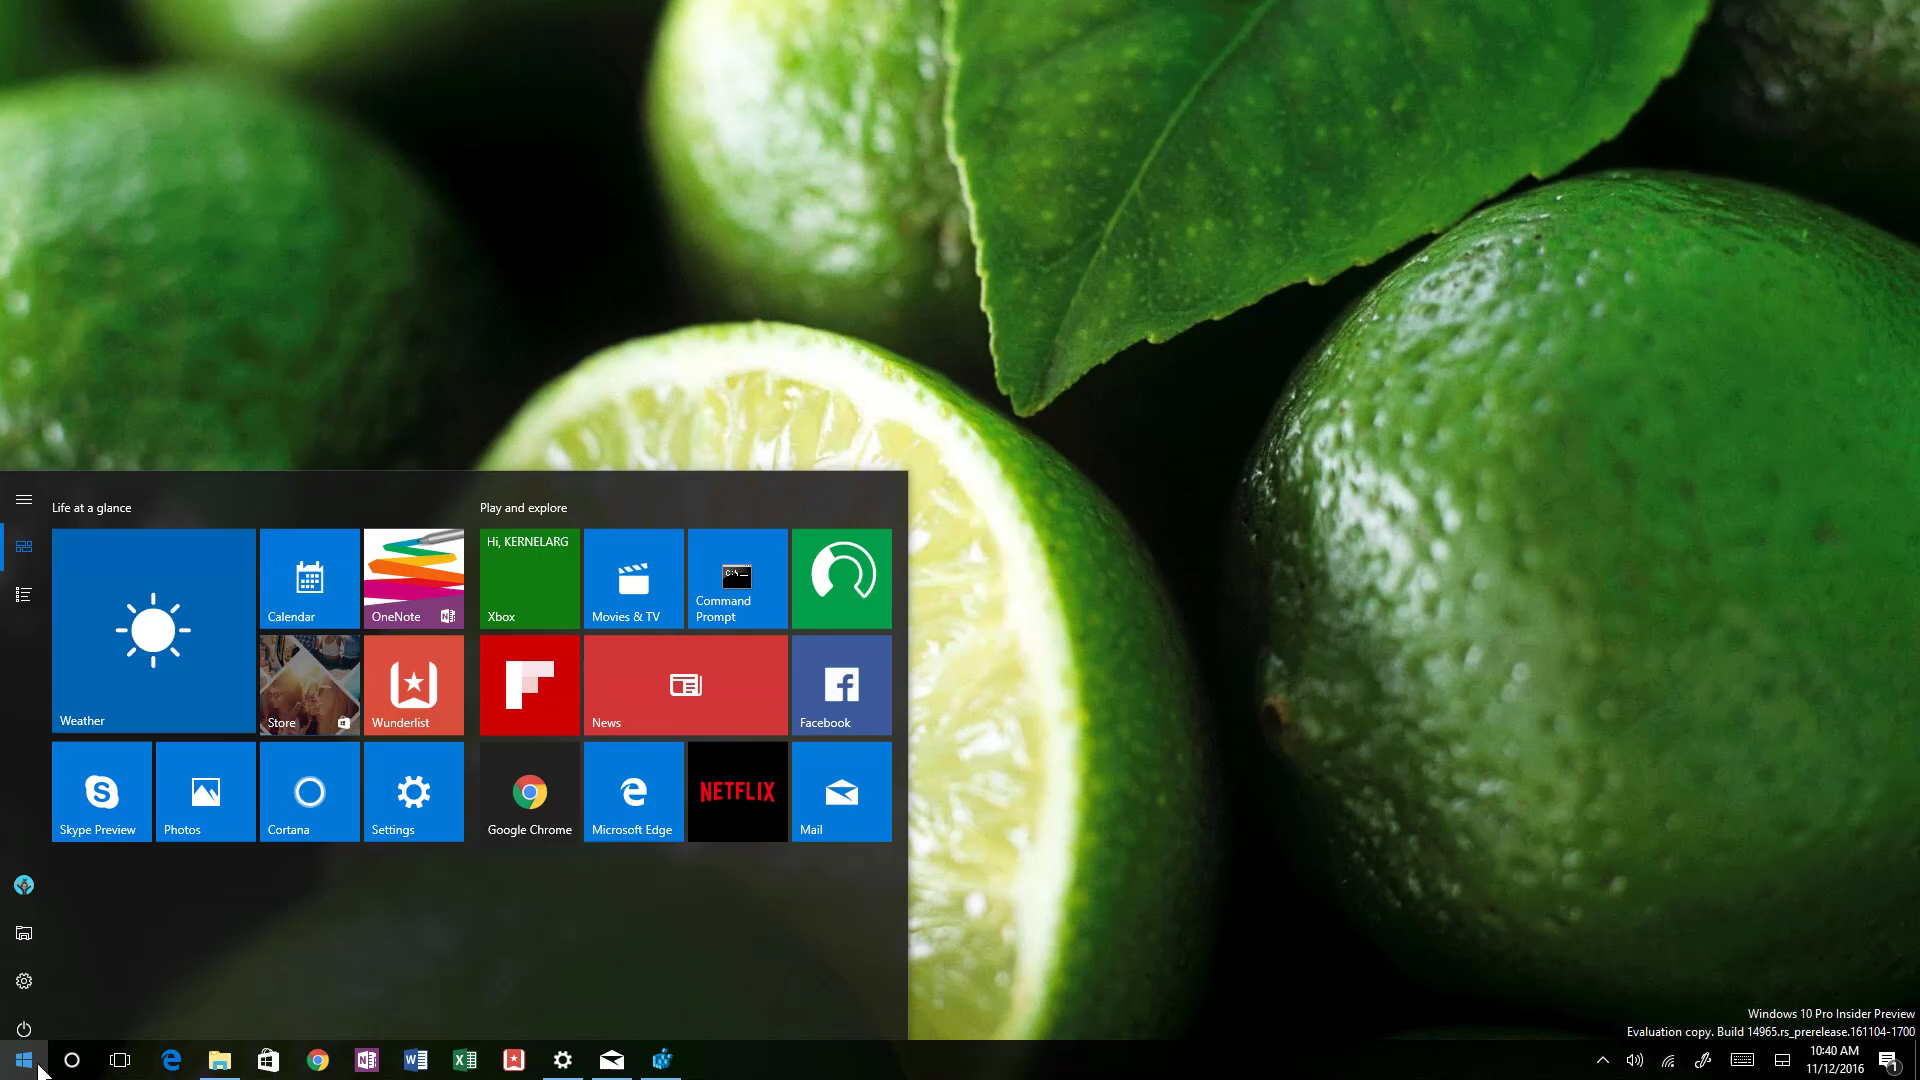 Life at a glance
Play and explore
Weather
Calendar
OneNote
N
Store
Wunderlist
Skype Preview
Photos
Cortana
Settings
Hi, KERNELARG
Xbox
Movies & TV
C:\_
Command
Prompt
News
Facebook
Google Chrome
Microsoft Edge
NETFLIX
Mail
Windows 10 Pro Insider Preview
Evaluation copy. Build 14965.rs_prerelease.161104-1700
10:40 AM
11/12/2016
1